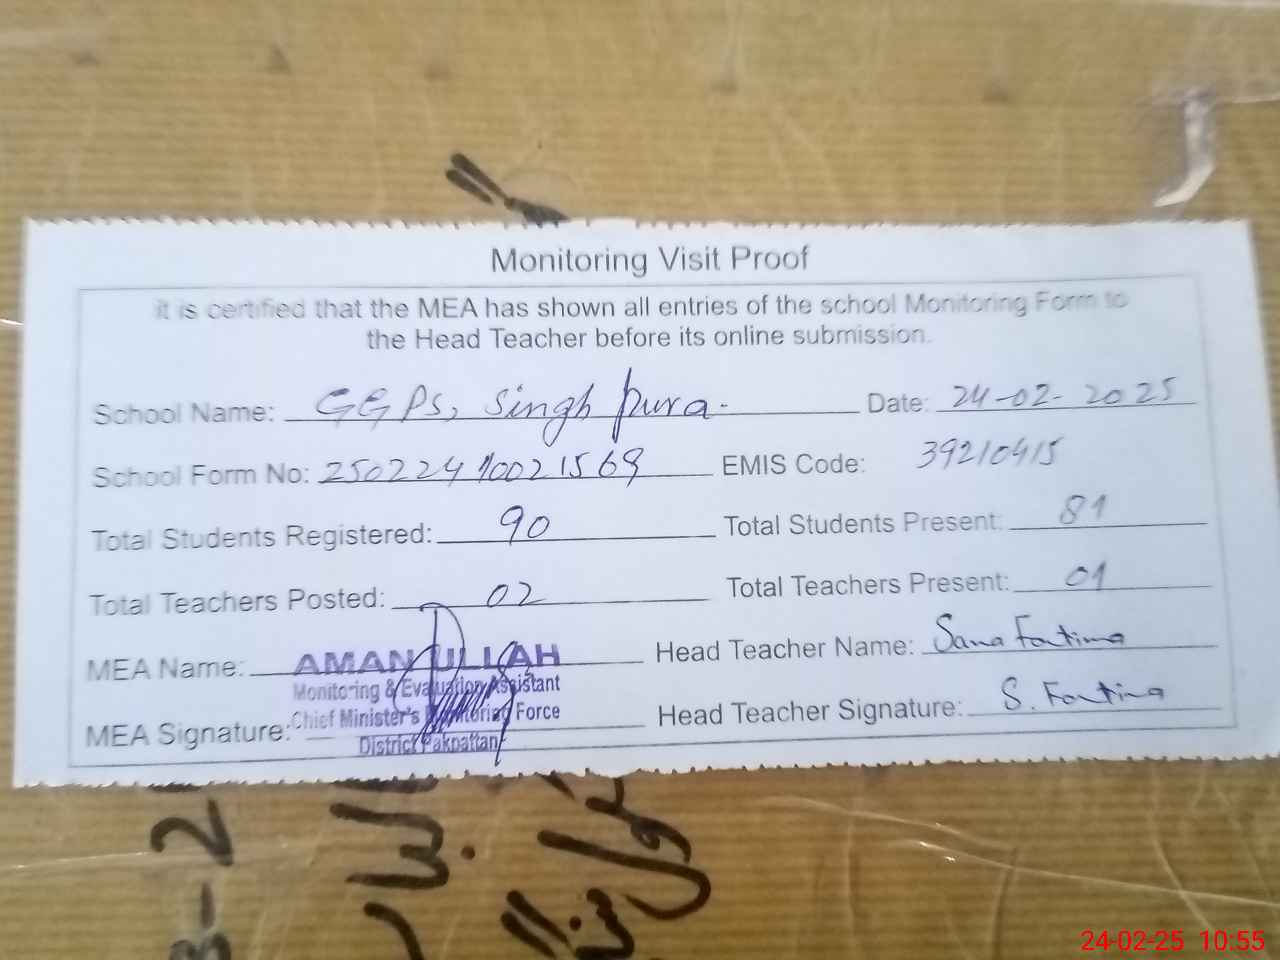 Monitoring Visit Proof
it is certified that the MEA has shown all entries of the school Monitoring Form to
the Head Teacher before its online submission.
School Name: GGPS, Singh pura. Date: 24-02-2025
School Form No: 25022410021569 EMIS Code: 39210415
Total Students Registered: 90 Total Students Present: 81
Total Teachers Posted: 02 Total Teachers Present: 01
MEA Name: AMAN ULLAH Head Teacher Name: Sana Fatima
Monitoring & Evaluation Assistant
MEA Signature: Chief Minister's Monitoring Force Head Teacher Signature: S. Fatima
District Pakpattan
24-02-25 10:55